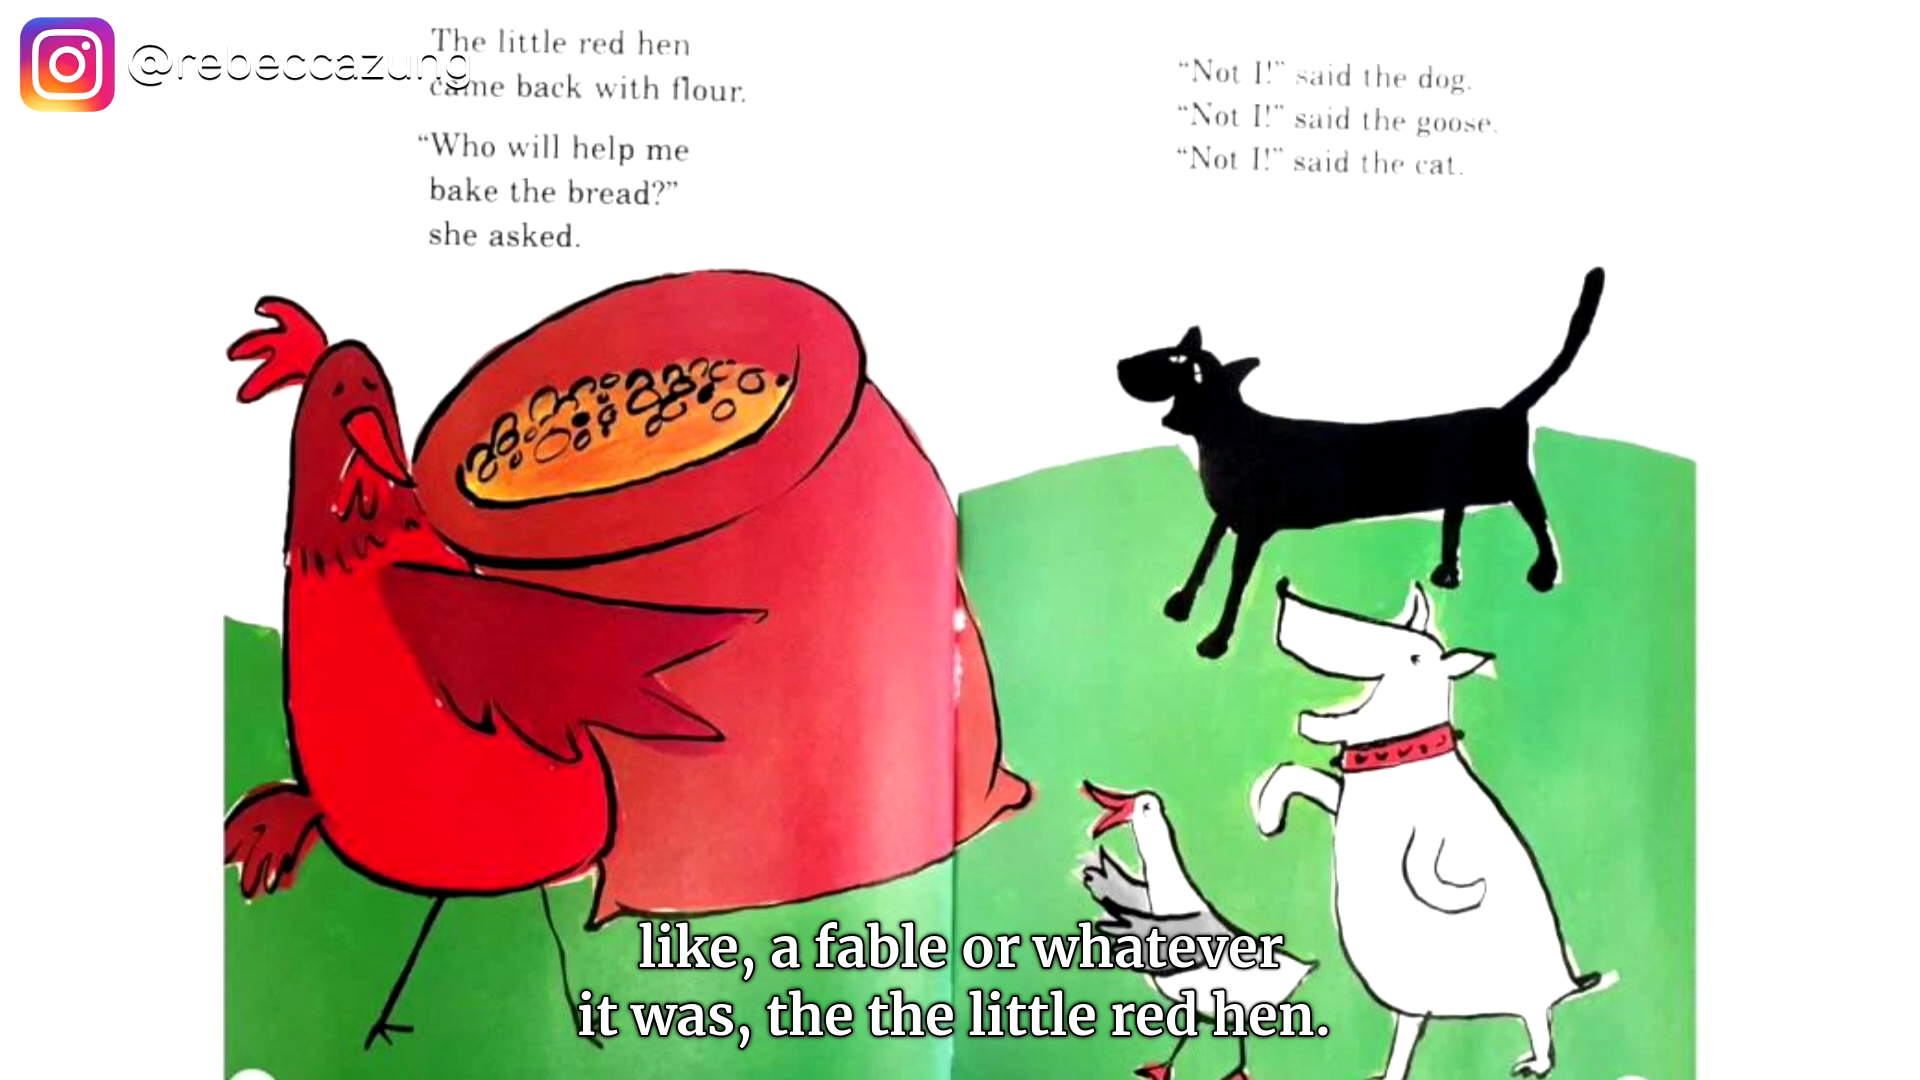 @rebeccazung
The little red hen
came back with flour.
“Who will help me
bake the bread?”
she asked.
“Not I!” said the dog.
“Not I!” said the goose.
“Not I!” said the cat.
like, a fable or whatever
it was, the the little red hen.